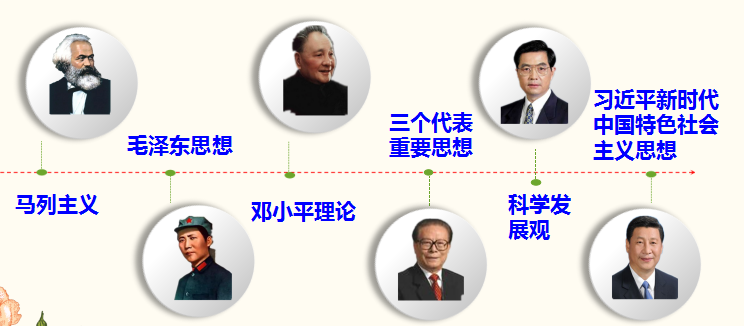 马列主义
毛泽东思想
邓小平理论
三个代表
重要思想
科学发
展观
习近平新时代
中国特色社会
主义思想